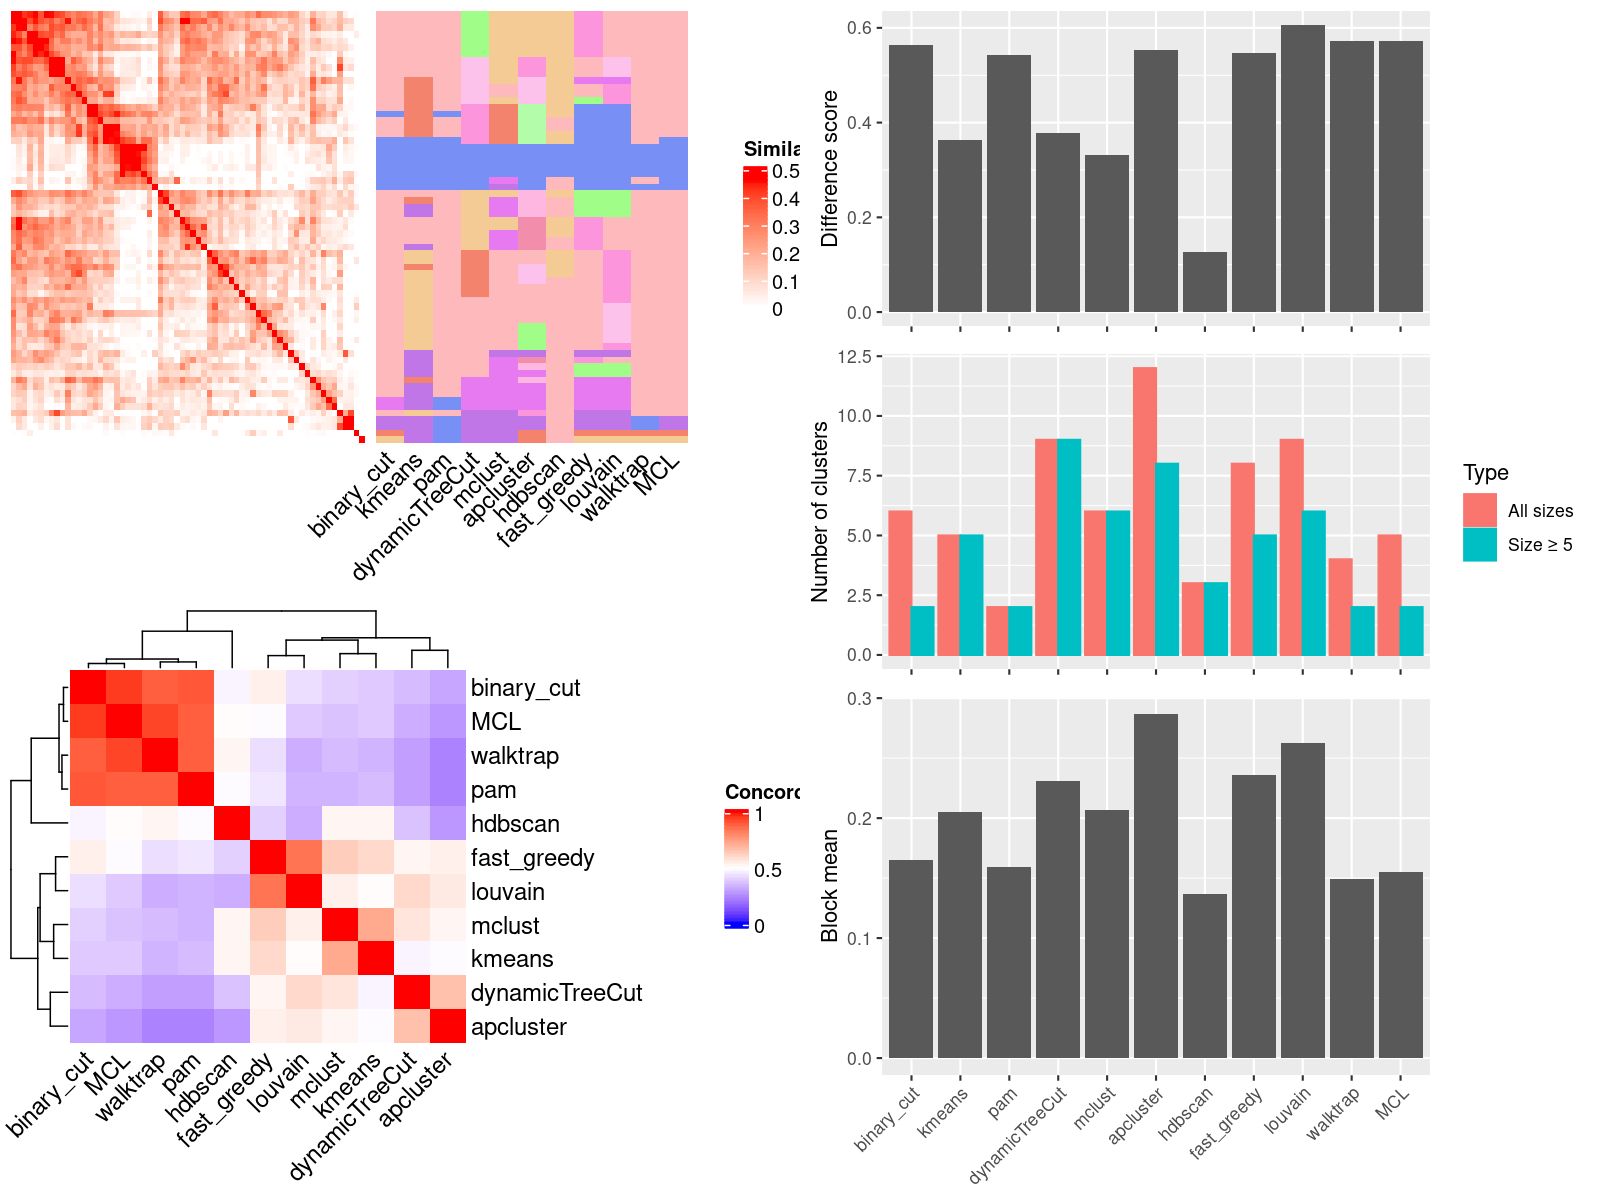 Simila
0.5
0.4
0.3
0.2
0.1
0
binary_cut
kmeans
pam
dynamicTreeCut
mclust
apcluster
hdbscan
fast_greedy
louvain
walktrap
MCL
binary_cut
MCL
walktrap
pam
hdbscan
fast_greedy
louvain
mclust
kmeans
dynamicTreeCut
apcluster
Concord
1
0.5
0
binary_cut
MCL
walktrap
pam
hdbscan
fast_greedy
louvain
mclust
kmeans
dynamicTreeCut
apcluster
Difference score
0.6
0.4
0.2
0.0
Number of clusters
12.5
10.0
7.5
5.0
2.5
0.0
Type
All sizes
Size ≥ 5
Block mean
0.3
0.2
0.1
0.0
binary_cut
kmeans
pam
dynamicTreeCut
mclust
apcluster
hdbscan
fast_greedy
louvain
walktrap
MCL